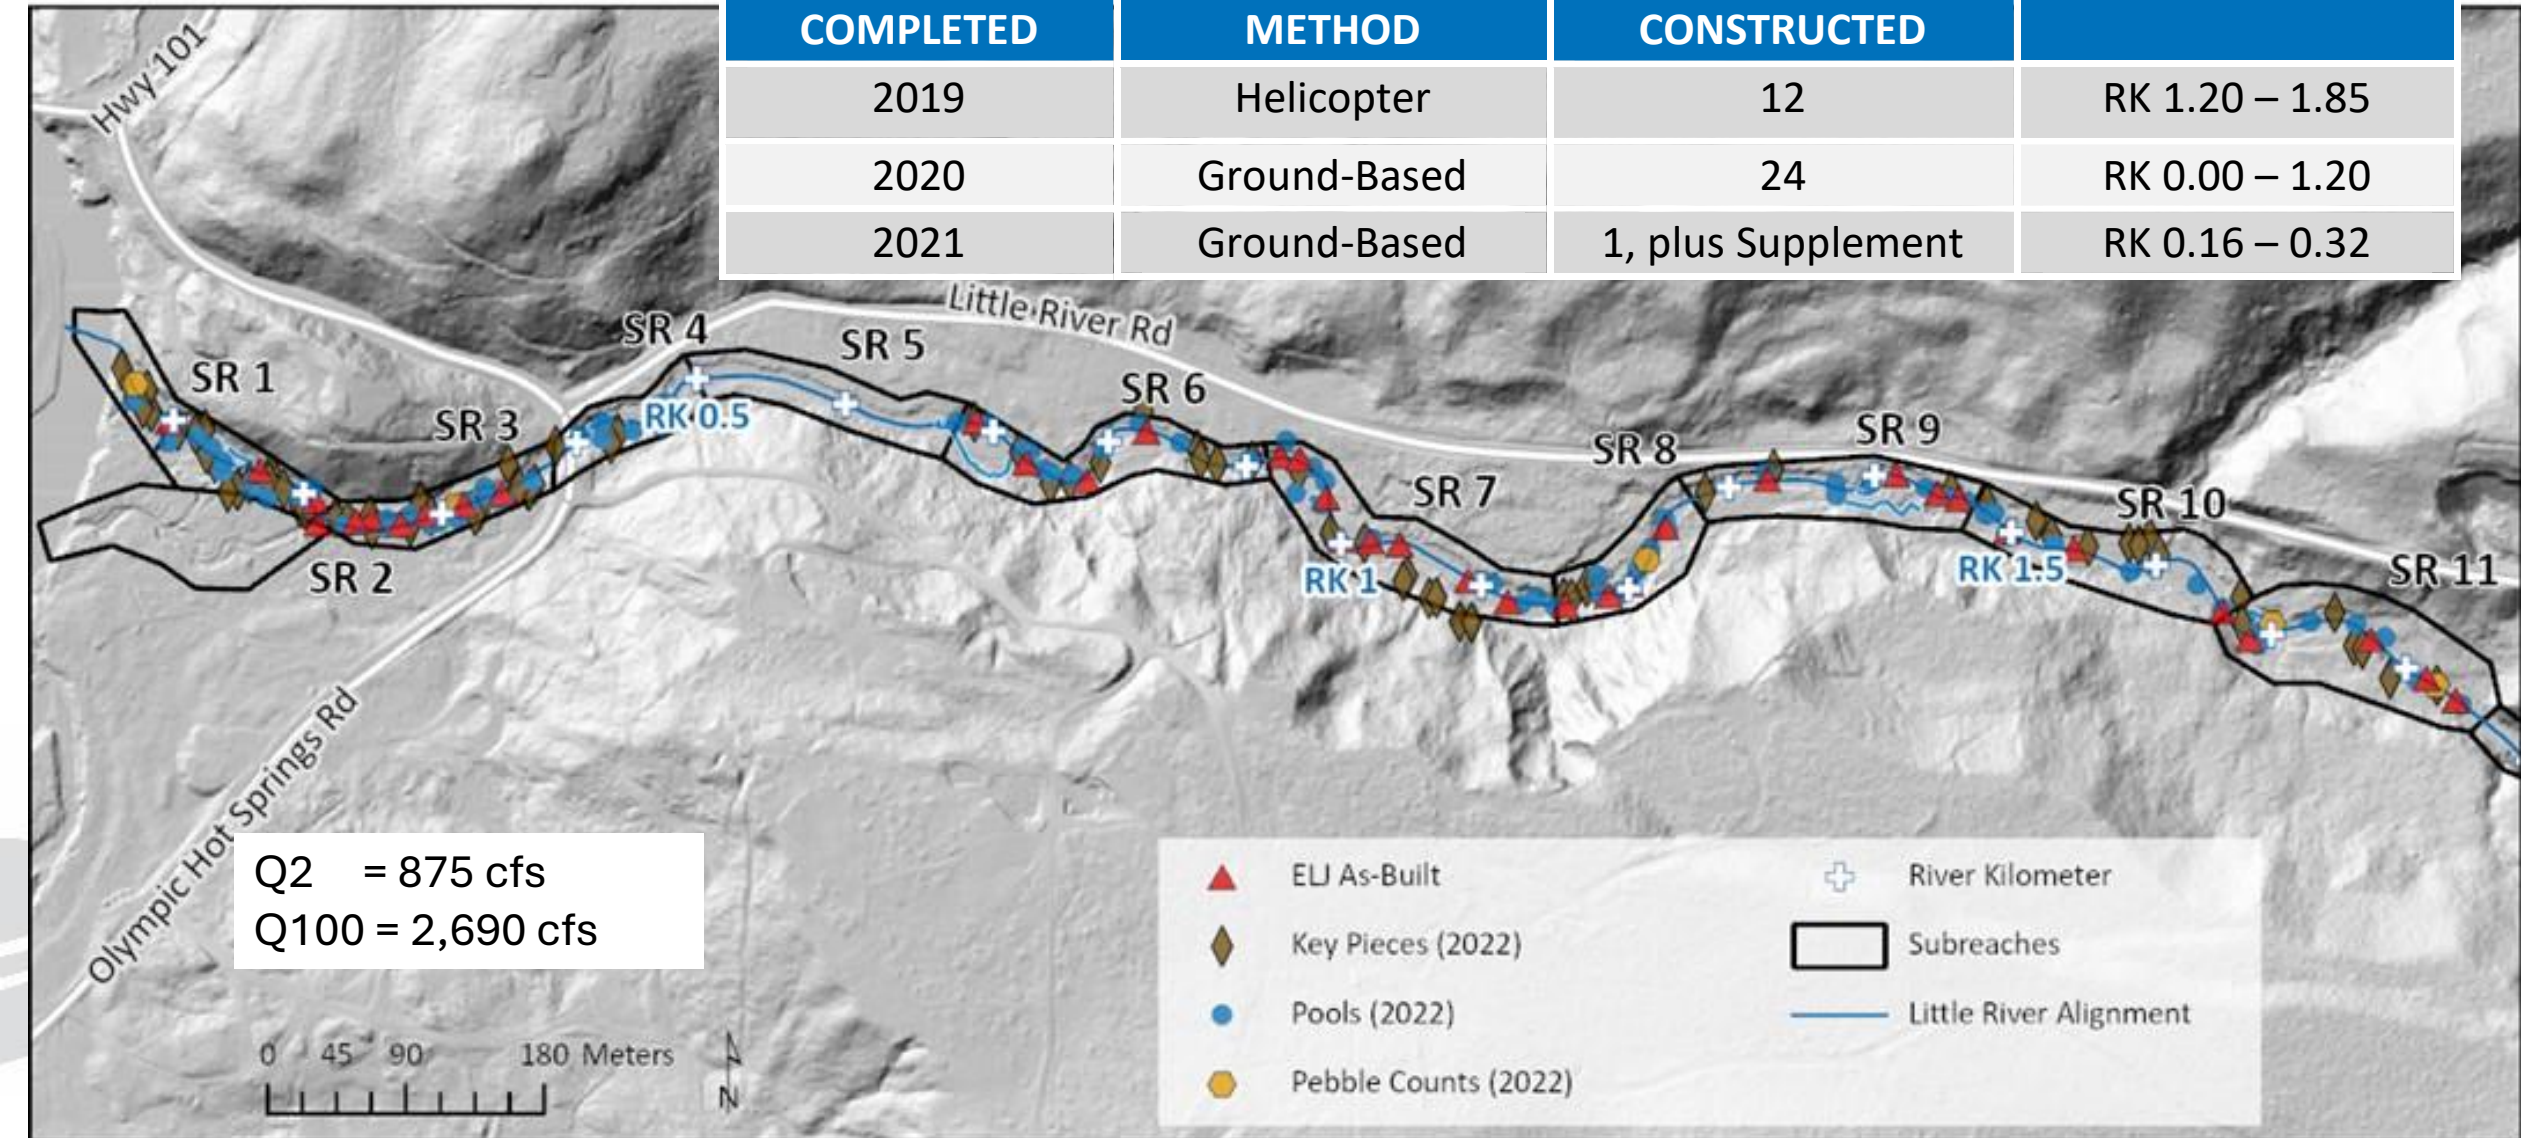 COMPLETED METHOD CONSTRUCTED
2019 Helicopter 12 RK 1.20 – 1.85
2020 Ground-Based 24 RK 0.00 – 1.20
2021 Ground-Based 1, plus Supplement RK 0.16 – 0.32
Hwy 101
Little River Rd
SR 4
SR 5
SR 1
SR 6
SR 3
RK 0.5
SR 9
SR 8
SR 7
SR 10
SR 2
RK 1
RK 1.5
SR 11
Olympic Hot Springs Rd
Q2 = 875 cfs
Q100 = 2,690 cfs
0 45 90 180 Meters
N
ELJ As-Built
Key Pieces (2022)
Pools (2022)
Pebble Counts (2022)
River Kilometer
Subreaches
Little River Alignment